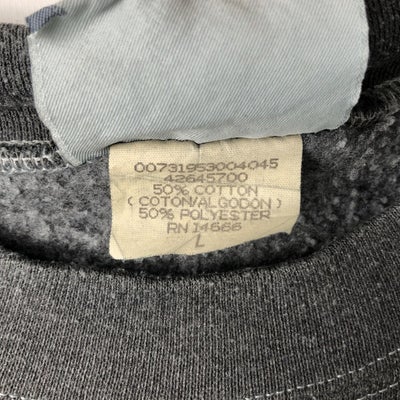 00731953004045
42645700
50% COTTON
( COTON/ALGODON )
50% POLYESTER
RN 14666
L